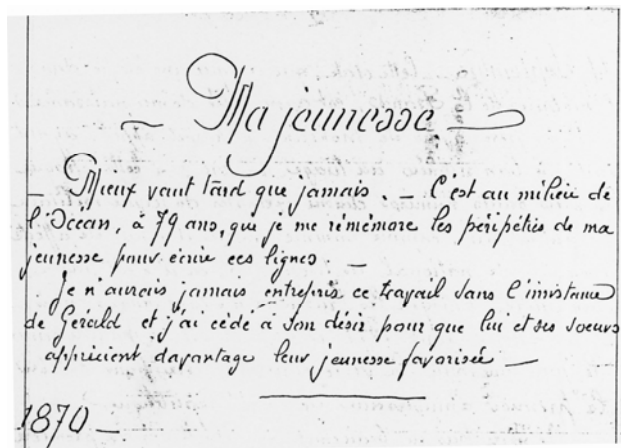 Ma jeunesse.
— Mieux vaut tard que jamais. — C'est au milieu de
l'Océan, à 79 ans, que je me rémémore les péripéties de ma
jeunesse pour écrire ces lignes. —
Je n'aurais jamais entrepris ce travail sans l'insistance
de Gérald et j'ai cédé à son désir pour que lui et ses soeurs
apprécient davantage leur jeunesse favorisée —
1870 —